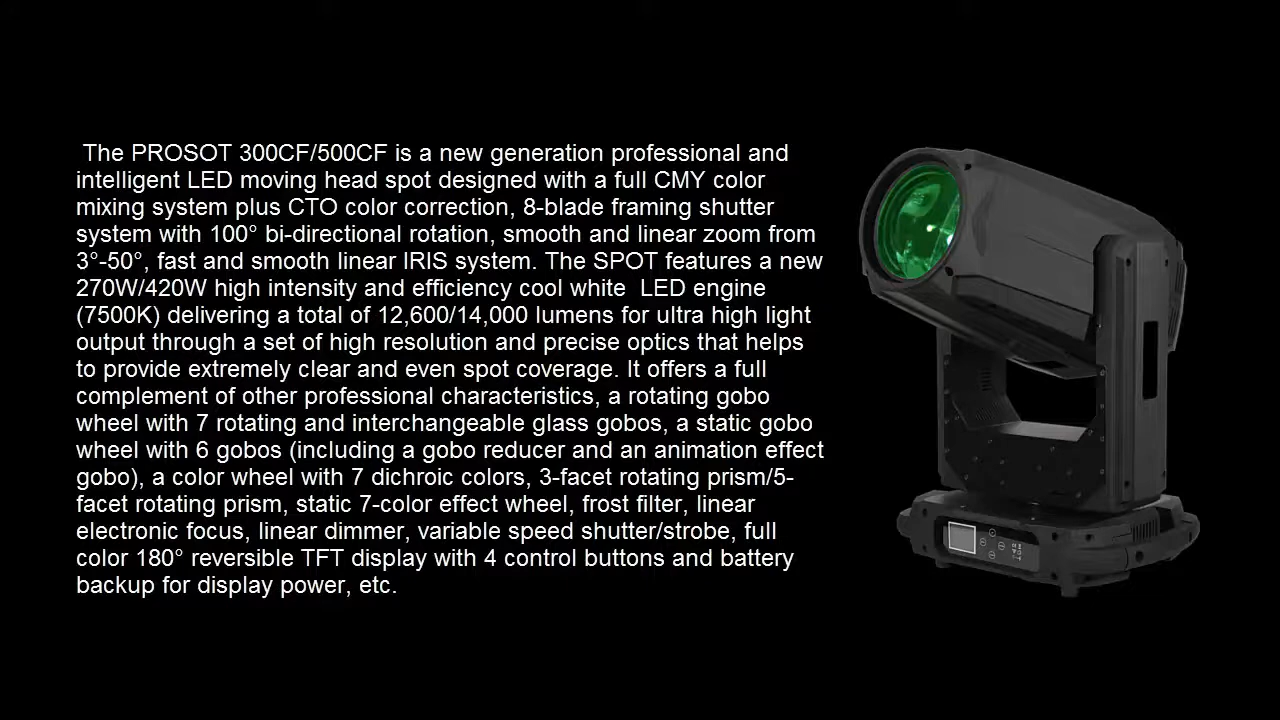 The PROSOT 300CF/500CF is a new generation professional and
intelligent LED moving head spot designed with a full CMY color
mixing system plus CTO color correction, 8-blade framing shutter
system with 100° bi-directional rotation, smooth and linear zoom from
3°-50°, fast and smooth linear IRIS system. The SPOT features a new
270W/420W high intensity and efficiency cool white  LED engine
(7500K) delivering a total of 12,600/14,000 lumens for ultra high light
output through a set of high resolution and precise optics that helps
to provide extremely clear and even spot coverage. It offers a full
complement of other professional characteristics, a rotating gobo
wheel with 7 rotating and interchangeable glass gobos, a static gobo
wheel with 6 gobos (including a gobo reducer and an animation effect
gobo), a color wheel with 7 dichroic colors, 3-facet rotating prism/5-
facet rotating prism, static 7-color effect wheel, frost filter, linear
electronic focus, linear dimmer, variable speed shutter/strobe, full
color 180° reversible TFT display with 4 control buttons and battery
backup for display power, etc.